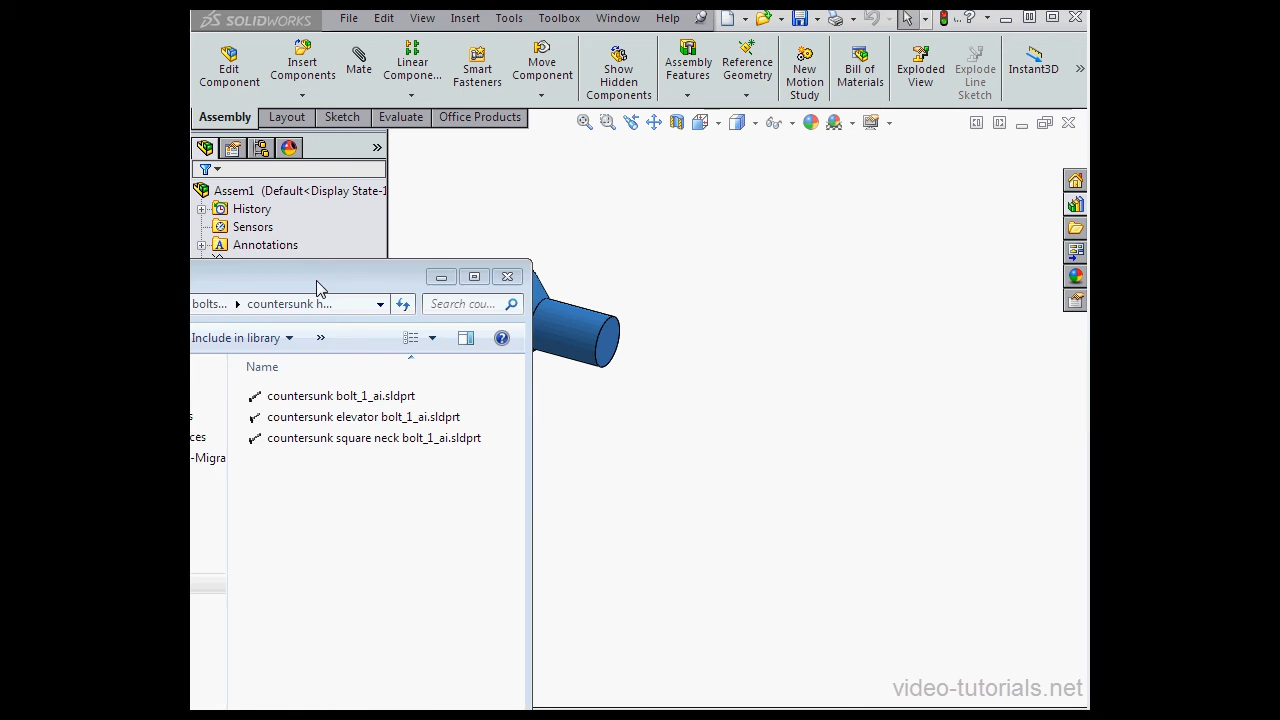 SOLIDWORKS File Edit View Insert Tools Toolbox Window Help
Edit Component
Insert Components
Mate
Linear Compone...
Smart Fasteners
Move Component
Show Hidden Components
Assembly Features
Reference Geometry
New Motion Study
Bill of Materials
Exploded View
Explode Line Sketch
Instant3D
Assembly Layout Sketch Evaluate Office Products
Assem1 (Default<Display State-1
History
Sensors
Annotations
bolts... countersunk h... Search cou...
Include in library
Name
countersunk bolt_1_ai.sldprt
countersunk elevator bolt_1_ai.sldprt
ces
countersunk square neck bolt_1_ai.sldprt
-Migra
video-tutorials.net